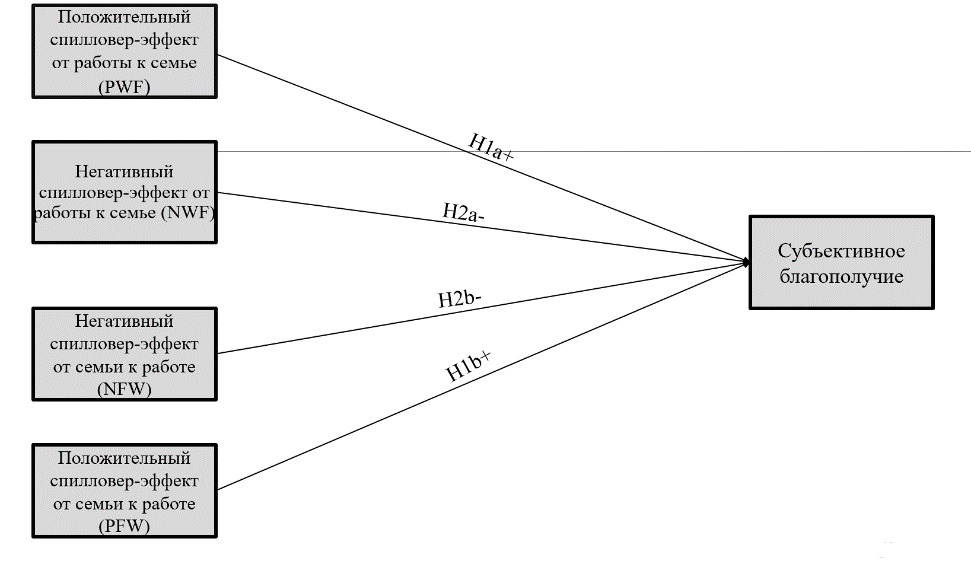 Положительный
спилловер-эффект
от работы к семье
(PWF)
H1a+
Негативный
спилловер-эффект от
работы к семье (NWF)
H2a-
Субъективное
благополучие
H2b-
Негативный
спилловер-эффект
от семьи к работе
(NFW)
H1b+
Положительный
спилловер-эффект
от семьи к работе
(PFW)